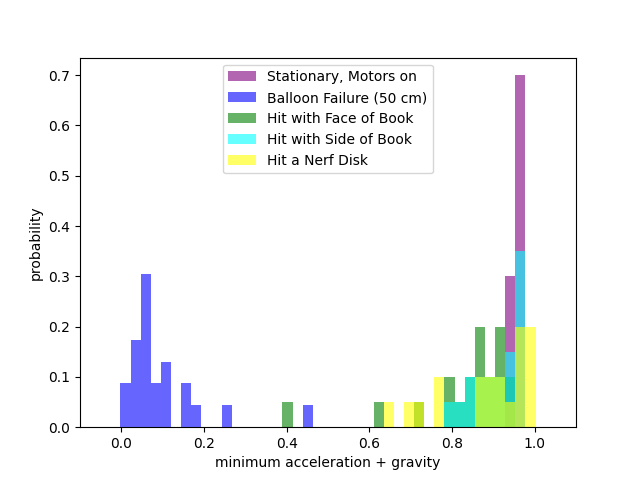 Stationary, Motors on
Balloon Failure (50 cm)
Hit with Face of Book
Hit with Side of Book
Hit a Nerf Disk
0.7
0.6
0.5
0.4
0.3
0.2
0.1
0.0
probability
0.0 0.2 0.4 0.6 0.8 1.0
minimum acceleration + gravity